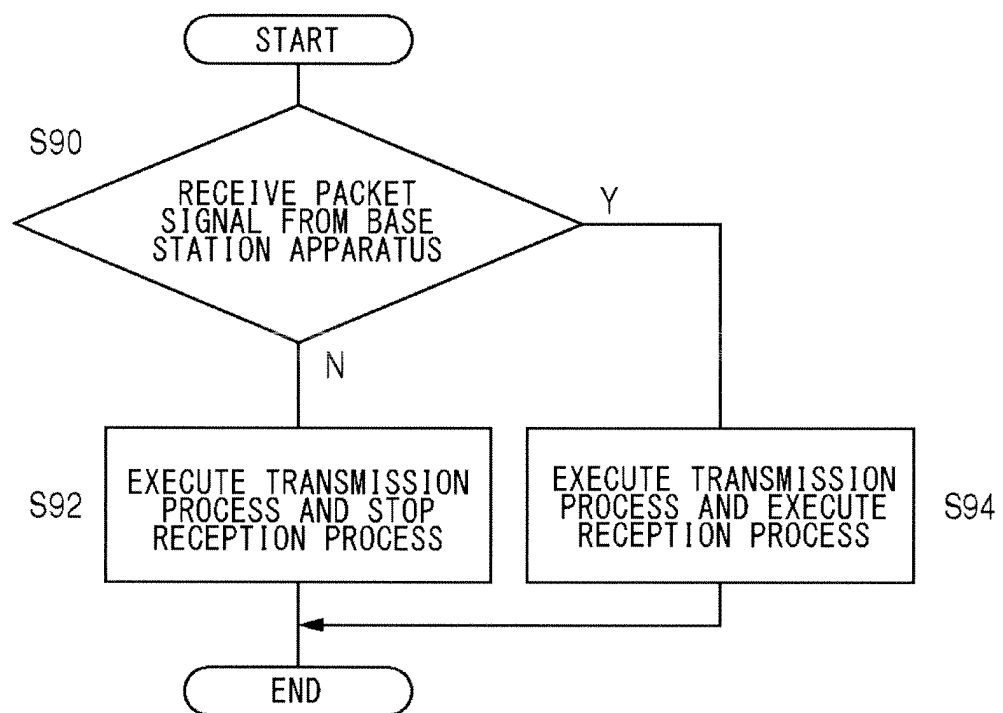 START
S90
RECEIVE PACKET
SIGNAL FROM BASE
STATION APPARATUS
Y
N
S92
EXECUTE TRANSMISSION
PROCESS AND STOP
RECEPTION PROCESS
EXECUTE TRANSMISSION
PROCESS AND EXECUTE
RECEPTION PROCESS
S94
END